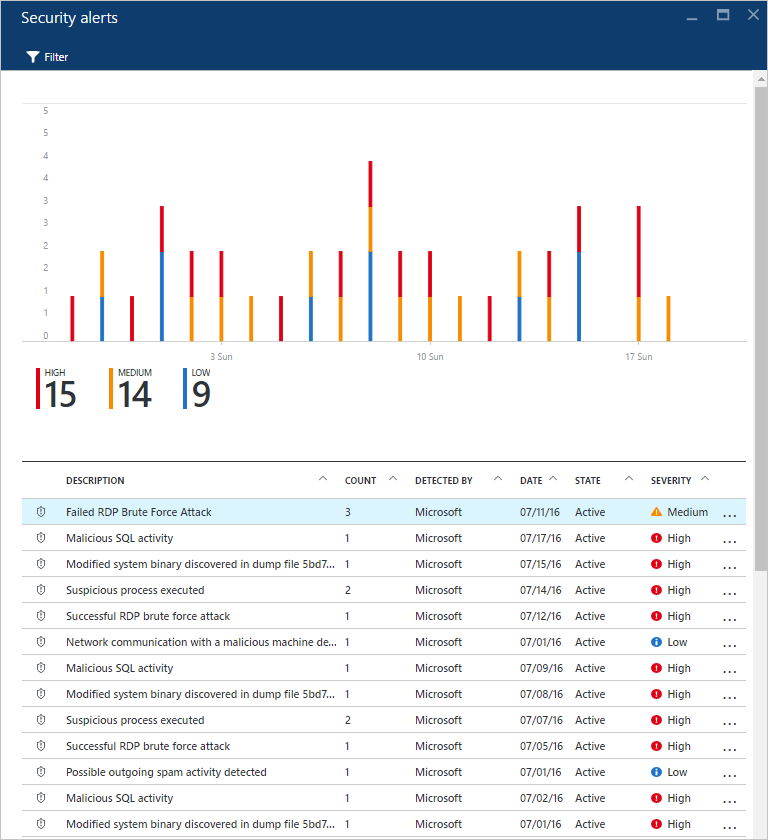 Security alerts
Filter
5
5
4
4
3
3
2
2
1
1
0
3 Sun 10 Sun 17 Sun
HIGH MEDIUM LOW
15 14 9
DESCRIPTION COUNT DETECTED BY DATE STATE SEVERITY
Failed RDP Brute Force Attack 3 Microsoft 07/11/16 Active Medium ...
Malicious SQL activity 1 Microsoft 07/17/16 Active High ...
Modified system binary discovered in dump file 5bd7... 1 Microsoft 07/15/16 Active High ...
Suspicious process executed 2 Microsoft 07/14/16 Active High ...
Successful RDP brute force attack 1 Microsoft 07/12/16 Active High ...
Network communication with a malicious machine de... 1 Microsoft 07/01/16 Active Low ...
Malicious SQL activity 1 Microsoft 07/09/16 Active High ...
Modified system binary discovered in dump file 5bd7... 1 Microsoft 07/08/16 Active High ...
Suspicious process executed 2 Microsoft 07/07/16 Active High ...
Successful RDP brute force attack 1 Microsoft 07/05/16 Active High ...
Possible outgoing spam activity detected 1 Microsoft 07/01/16 Active Low ...
Malicious SQL activity 1 Microsoft 07/02/16 Active High ...
Modified system binary discovered in dump file 5bd7... 1 Microsoft 07/01/16 Active High ...